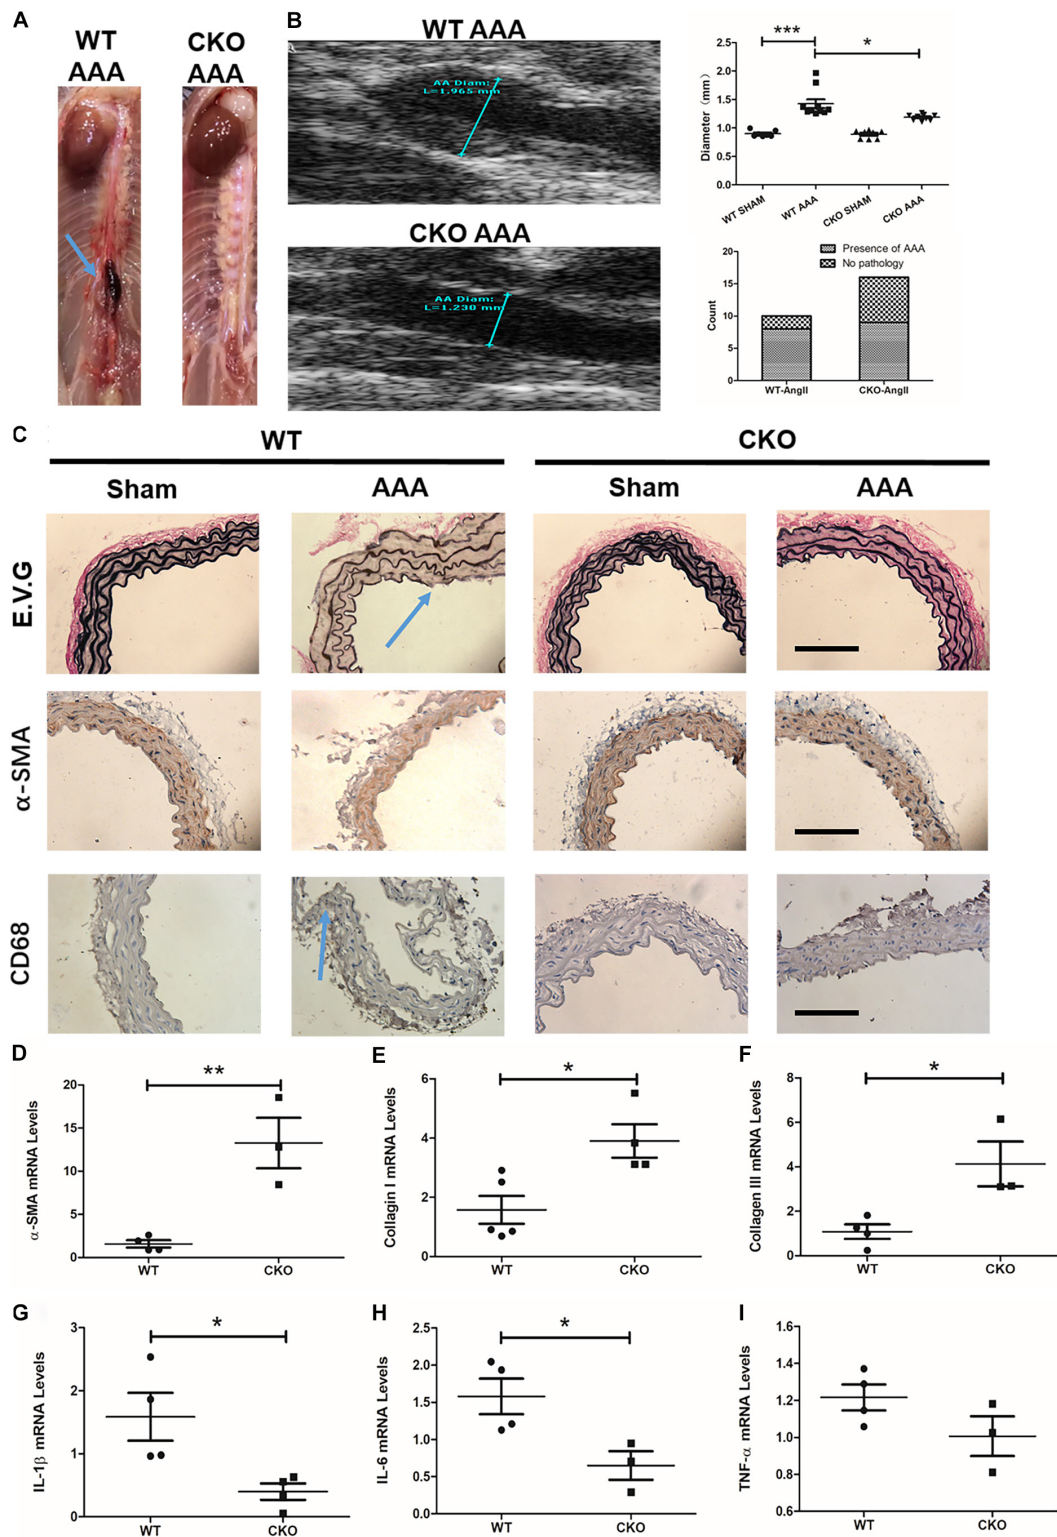 A
WT
AAA
CKO
AAA
B
WT AAA
AA Diam:
L=1.965 mm
CKO AAA
AA Diam:
L=1.230 mm
***
*
Diameter (mm)
2.5
2.0
1.5
1.0
0.5
0.0
WT SHAM
WT AAA
CKO SHAM
CKO AAA
Presence of AAA
No pathology
Count
20
15
10
5
0
WT-AngII
CKO-AngII
C
WT
CKO
Sham
AAA
Sham
AAA
E.V.G
α-SMA
CD68
D
**
α-SMA mRNA Levels
20
15
10
5
0
WT
CKO
E
*
Collagin I mRNA Levels
6
4
2
0
WT
CKO
F
*
Collagen III mRNA Levels
8
6
4
2
0
WT
CKO
G
*
IL-1β mRNA Levels
3
2
1
0
WT
CKO
H
*
IL-6 mRNA Levels
2.5
2.0
1.5
1.0
0.5
0.0
WT
CKO
I
TNF-α mRNA Levels
1.6
1.4
1.2
1.0
0.8
0.6
WT
CKO